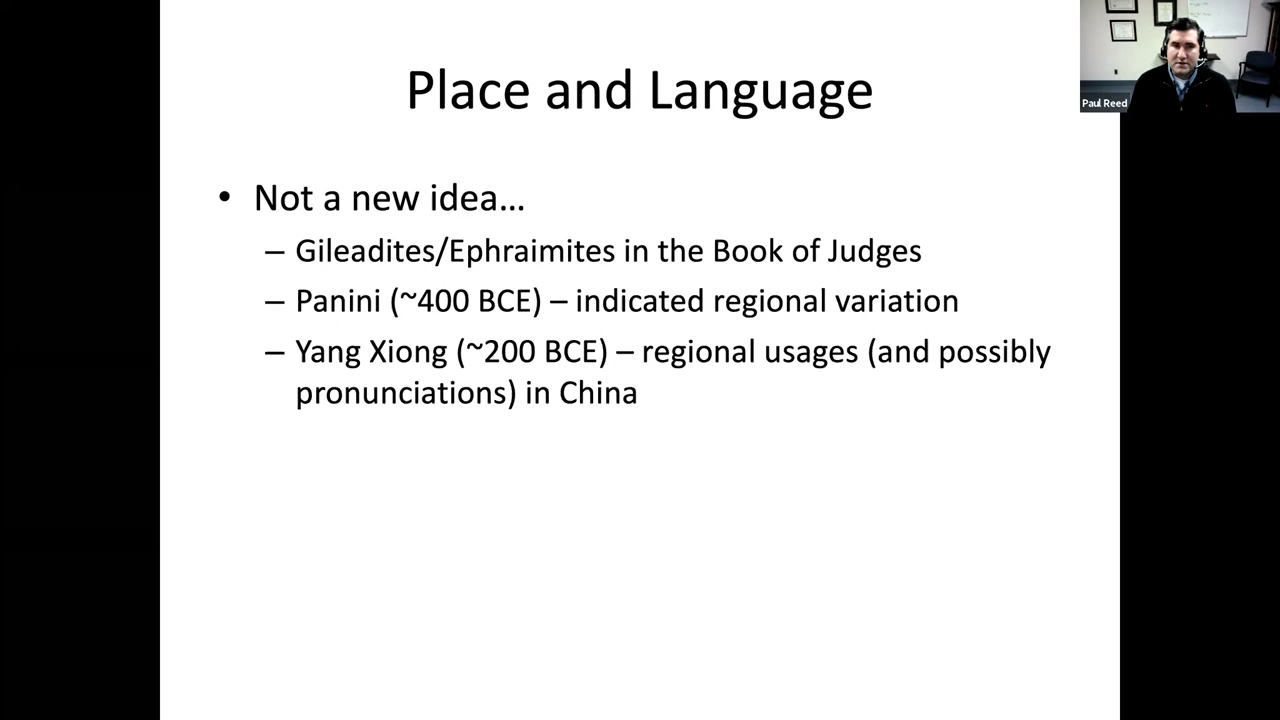 Place and Language
• Not a new idea…
– Gileadites/Ephraimites in the Book of Judges
– Panini (~400 BCE) – indicated regional variation
– Yang Xiong (~200 BCE) – regional usages (and possibly
pronunciations) in China
Paul Reed